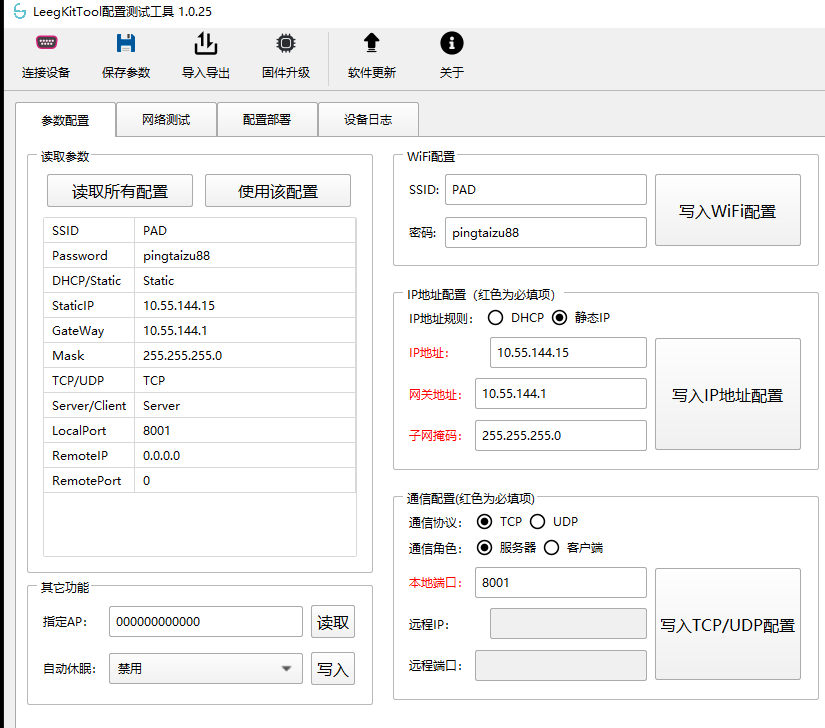 LeegKitTool配置测试工具 1.0.25
连接设备 保存参数 导入导出 固件升级 软件更新 关于
参数配置 网络测试 配置部署 设备日志
读取参数
读取所有配置 使用该配置
SSID PAD
Password pingtaizu88
DHCP/Static Static
StaticIP 10.55.144.15
GateWay 10.55.144.1
Mask 255.255.255.0
TCP/UDP TCP
Server/Client Server
LocalPort 8001
RemoteIP 0.0.0.0
RemotePort 0
其它功能
指定AP: 000000000000 读取
自动休眠: 禁用 写入
WiFi配置
SSID: PAD
写入WiFi配置
密码: pingtaizu88
IP地址配置（红色为必填项）
IP地址规则: DHCP 静态IP
IP地址: 10.55.144.15
网关地址: 10.55.144.1
写入IP地址配置
子网掩码: 255.255.255.0
通信配置(红色为必填项)
通信协议: TCP UDP
通信角色: 服务器 客户端
本地端口: 8001
远程IP:
写入TCP/UDP配置
远程端口: